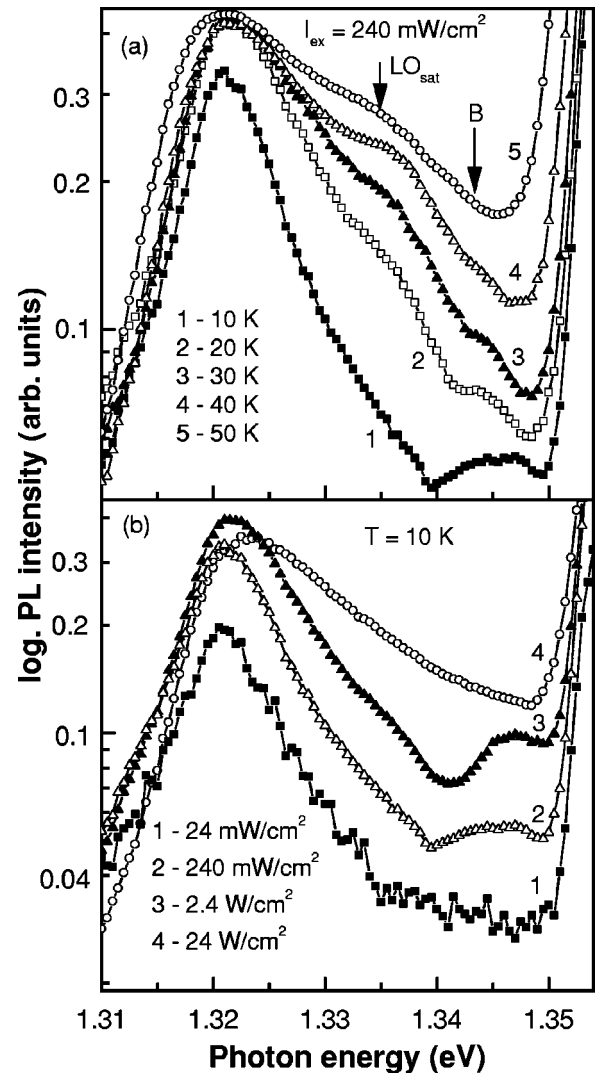 log. PL intensity (arb. units)
(a)
I_ex = 240 mW/cm²
LO_sat
B
5
4
3
2
1
0.3
0.2
0.1
1 - 10 K
2 - 20 K
3 - 30 K
4 - 40 K
5 - 50 K
(b)
T = 10 K
4
3
2
1
0.3
0.2
0.1
0.04
1 - 24 mW/cm²
2 - 240 mW/cm²
3 - 2.4 W/cm²
4 - 24 W/cm²
1.31 1.32 1.33 1.34 1.35
Photon energy (eV)